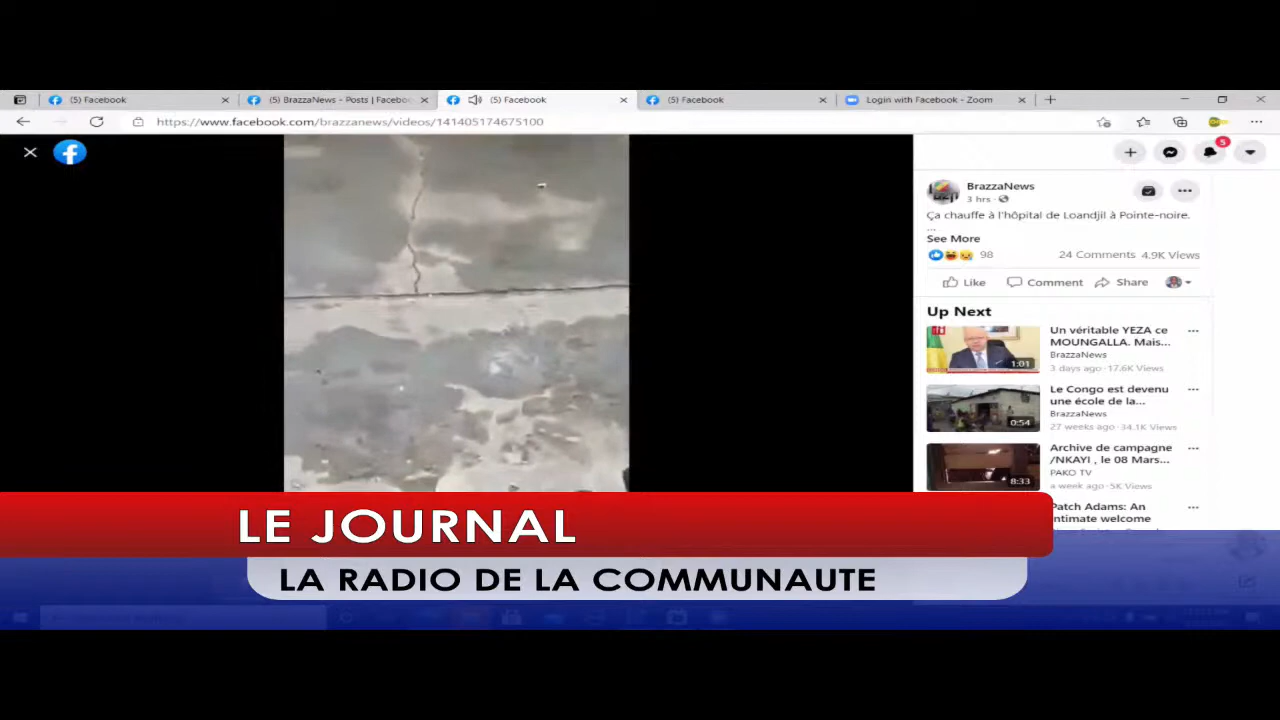 (5) Facebook
(5) BrazzaNews - Posts | Facebo
(5) Facebook
(5) Facebook
Login with Facebook - Zoom
https://www.facebook.com/brazzanews/videos/141405174675100
5
BrazzaNews
3 hrs ·
Ça chauffe à l'hôpital de Loandjil à Pointe-noire.
...
See More
98
24 Comments 4.9K Views
Like
Comment
Share
Up Next
Un véritable YEZA ce
MOUNGALLA. Mais...
BrazzaNews
3 days ago · 17.6K Views
1:01
Le Congo est devenu
une école de la...
BrazzaNews
27 weeks ago · 34.1K Views
0:54
Archive de campagne
/NKAYI , le 08 Mars...
PAKO TV
a week ago · 5K Views
8:33
Patch Adams: An
intimate welcome
LE JOURNAL
LA RADIO DE LA COMMUNAUTE